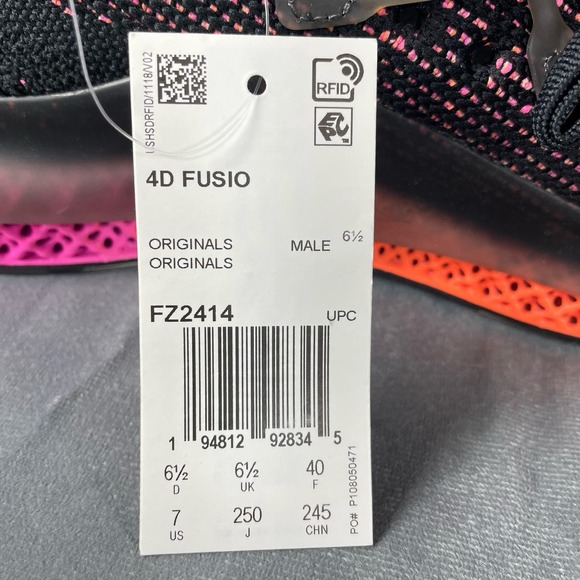 USHSDRFID/1118/V02
RFID
EPC™
4D FUSIO
ORIGINALS MALE 6½
ORIGINALS
FZ2414 UPC
1 94812 92834 5
6½ 6½ 40
D UK F
7 250 245
US J CHN
PO# P108050471